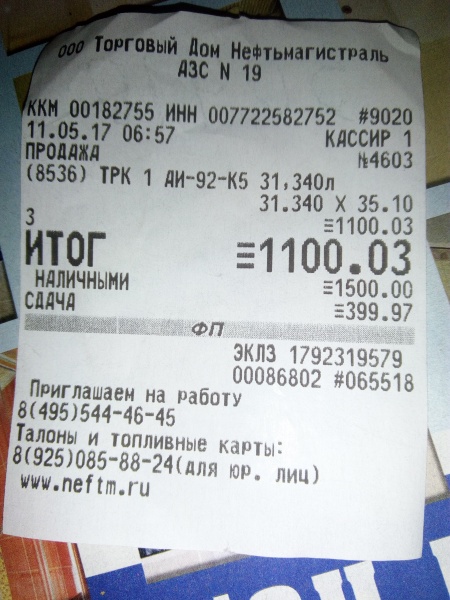 ООО Торговый Дом Нефтьмагистраль
АЗС N 19
ККМ 00182755 ИНН 007722582752 #9020
11.05.17 06:57 КАССИР 1
ПРОДАЖА №4603
(8536) ТРК 1 АИ-92-К5 31,340л
31.340 X 35.10
≡1100.03
3
ИТОГ ≡1100.03
НАЛИЧНЫМИ ≡1500.00
СДАЧА ≡399.97
ФП
ЭКЛЗ 1792319579
00086802 #065518
Приглашаем на работу
8(495)544-46-45
Талоны и топливные карты:
8(925)085-88-24(для юр. лиц)
www.neftm.ru